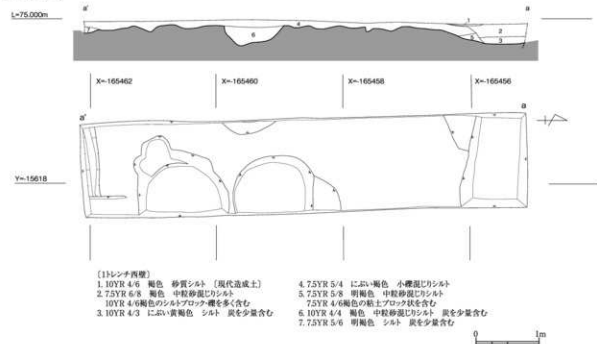 a'
a
L=75.000m
1
4
2
7
6
5
3
X=-165462
X=-165460
X=-165458
X=-165456
a'
a
Y=-15618
〔1トレンチ西壁〕
1. 10YR 4/6　褐色　砂質シルト　〔現代造成土〕
2. 7.5YR 6/8　褐色　中粒砂混じりシルト
10YR 4/6褐色のシルトブロック・礫を多く含む
3. 10YR 4/3　にぶい黄褐色　シルト　炭を少量含む
4. 7.5YR 5/4　にぶい褐色　小礫混じりシルト
5. 7.5YR 5/8　明褐色　中粒砂混じりシルト
7.5YR 4/6褐色の粘土ブロック状を含む
6. 10YR 4/4　褐色　中粒砂混じりシルト　炭を少量含む
7. 7.5YR 5/6　明褐色　シルト　炭を少量含む
0　1m